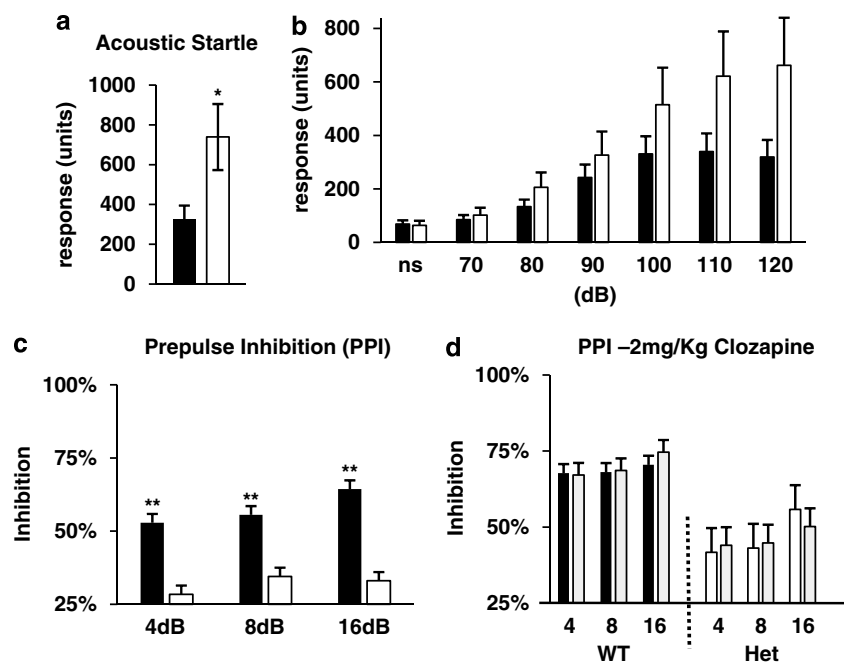 a
Acoustic Startle
response (units)
1000
800
600
400
200
0
*
b
response (units)
800
600
400
200
0
ns 70 80 90 100 110 120
(dB)
c
Prepulse Inhibition (PPI)
Inhibition
100%
75%
50%
25%
** ** **
4dB 8dB 16dB
d
PPI –2mg/Kg Clozapine
Inhibition
100%
75%
50%
25%
4 8 16 4 8 16
WT Het